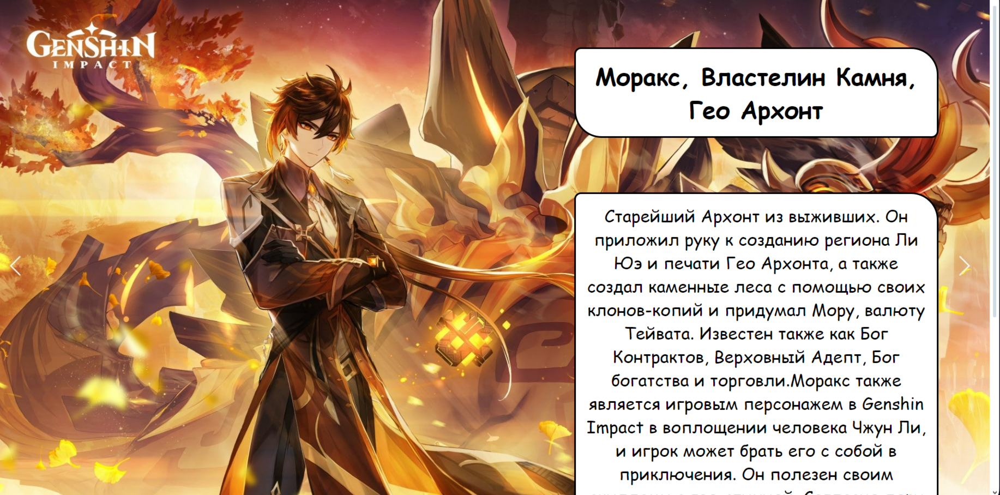 GENSHIN
IMPACT
Моракс, Властелин Камня,
Гео Архонт
Старейший Архонт из выживших. Он
приложил руку к созданию региона Ли
Юэ и печати Гео Архонта, а также
создал каменные леса с помощью своих
клонов-копий и придумал Мору, валюту
Тейвата. Известен также как Бог
Контрактов, Верховный Адепт, Бог
богатства и торговли.Моракс также
является игровым персонажем в Genshin
Impact в воплощении человека Чжун Ли,
и игрок может брать его с собой в
приключения. Он полезен своим